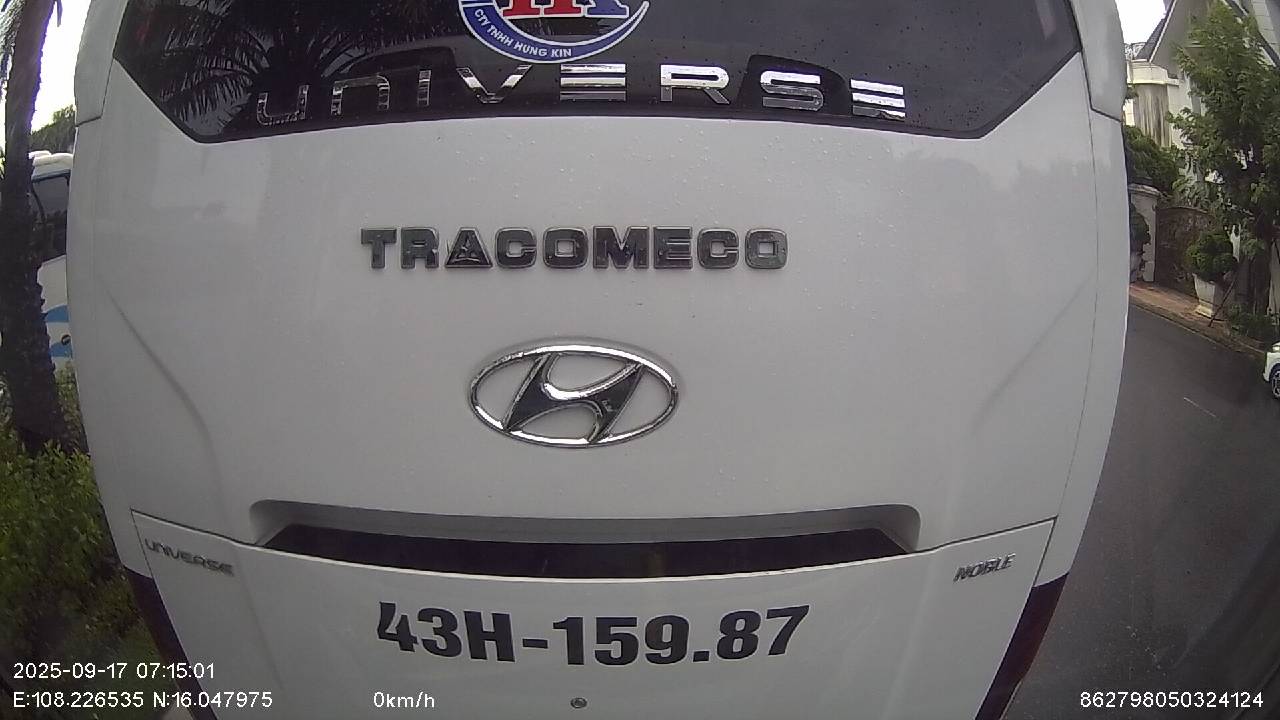 HK
CTY TNHH HUNG KIN
UNIVERSE
TRACOMECO
UNIVERSE
NOBLE
43H-159.87
2025-09-17 07:15:01
E:108.226535 N:16.047975 0km/h 862798050324124